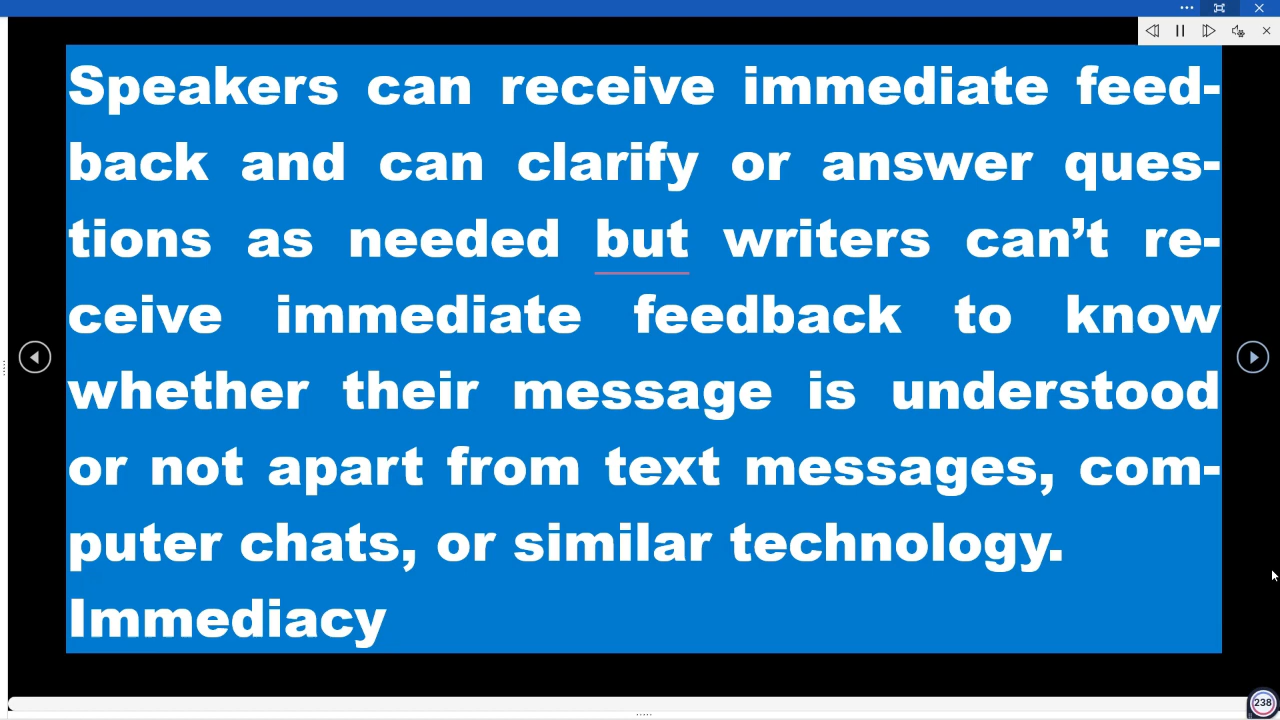 Speakers can receive immediate feed-
back and can clarify or answer ques-
tions as needed but writers can’t re-
ceive immediate feedback to know
whether their message is understood
or not apart from text messages, com-
puter chats, or similar technology.
Immediacy
238